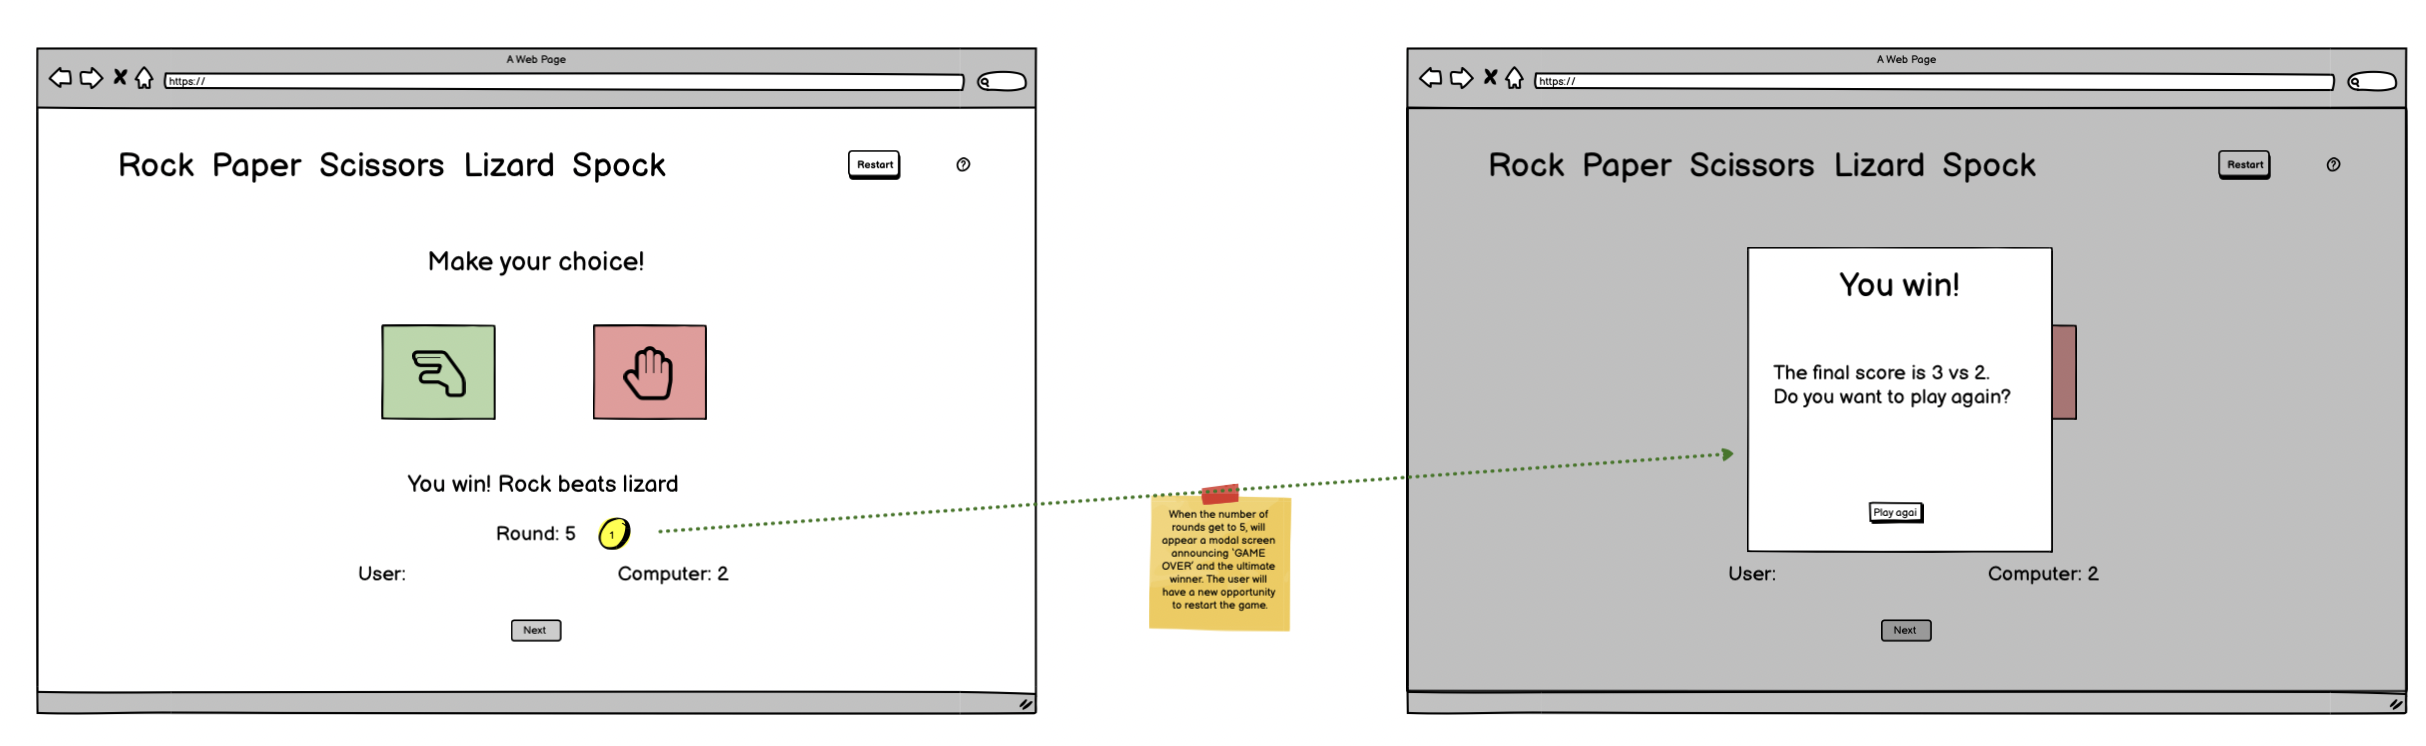 A Web Page
https://
Rock Paper Scissors Lizard Spock
Restart
?
Make your choice!
You win! Rock beats lizard
Round: 5
1
User:
Computer: 2
Next
When the number of
rounds get to 5, will
appear a modal screen
announcing 'GAME
OVER' and the ultimate
winner. The user will
have a new opportunity
to restart the game.
A Web Page
https://
Rock Paper Scissors Lizard Spock
Restart
?
You win!
The final score is 3 vs 2.
Do you want to play again?
Play agai
User:
Computer: 2
Next